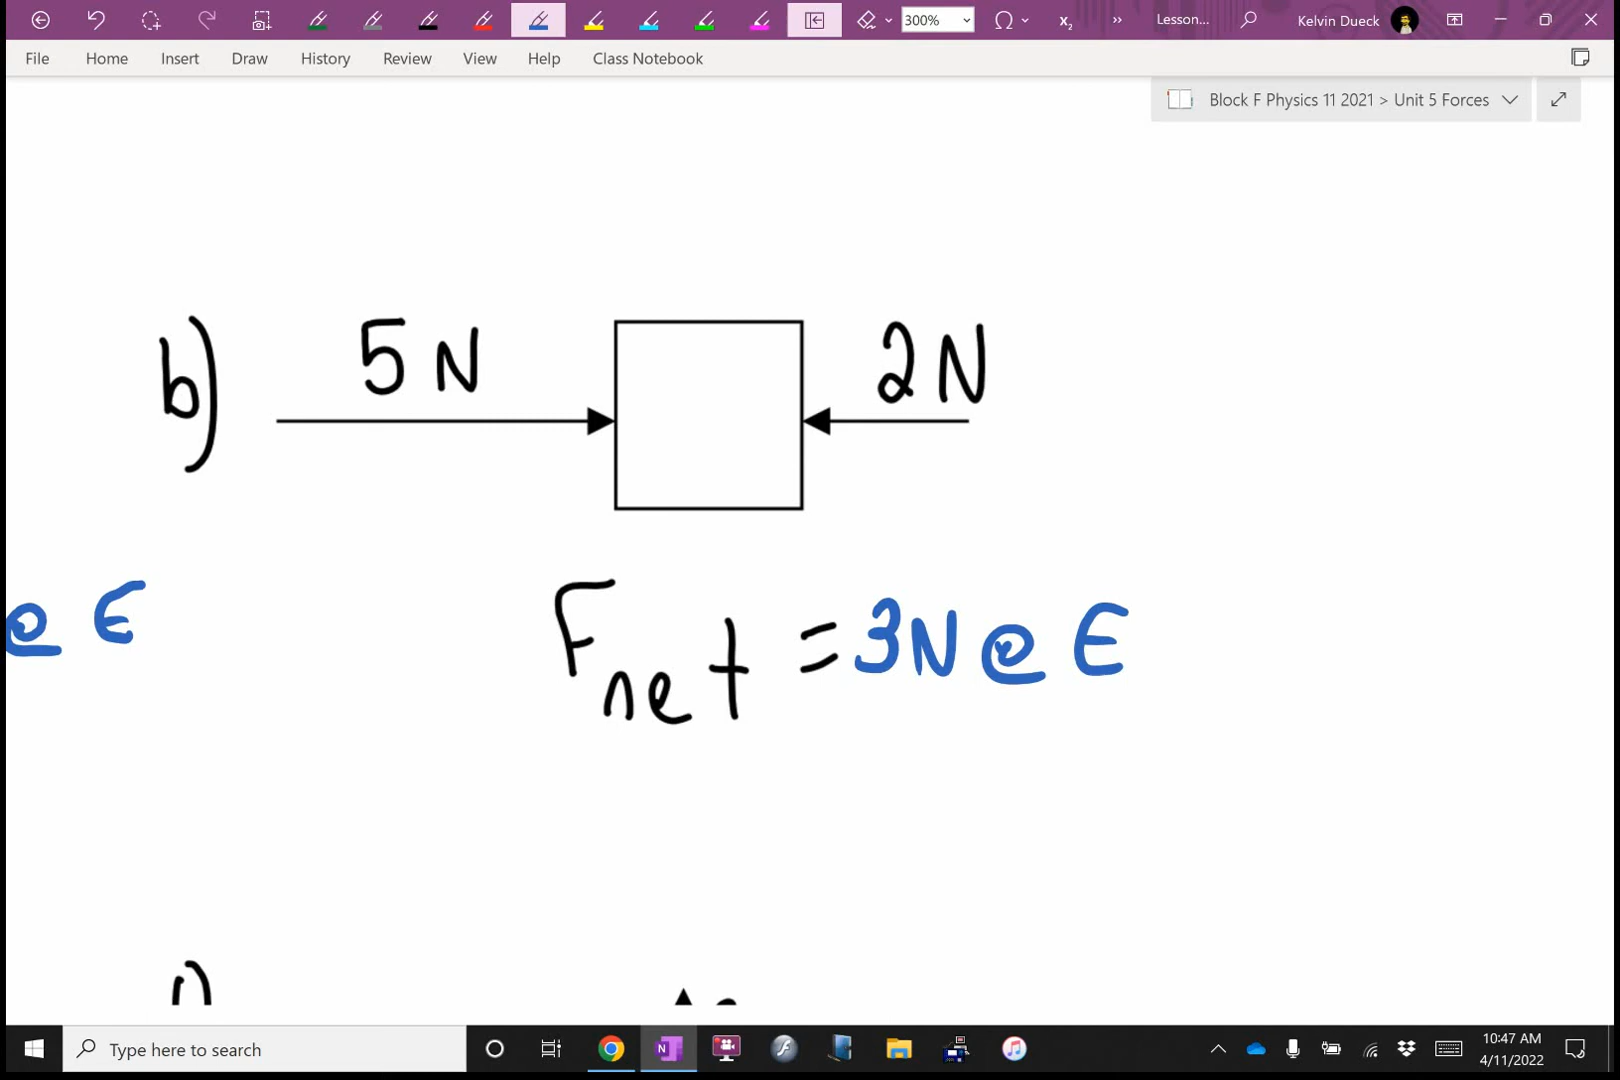 300%
x₂
Lesson...
Kelvin Dueck
File Home Insert Draw History Review View Help Class Notebook
Block F Physics 11 2021 > Unit 5 Forces
b) 5 N 2 N
@ E
Fnet = 3N @ E
Type here to search
10:47 AM
4/11/2022